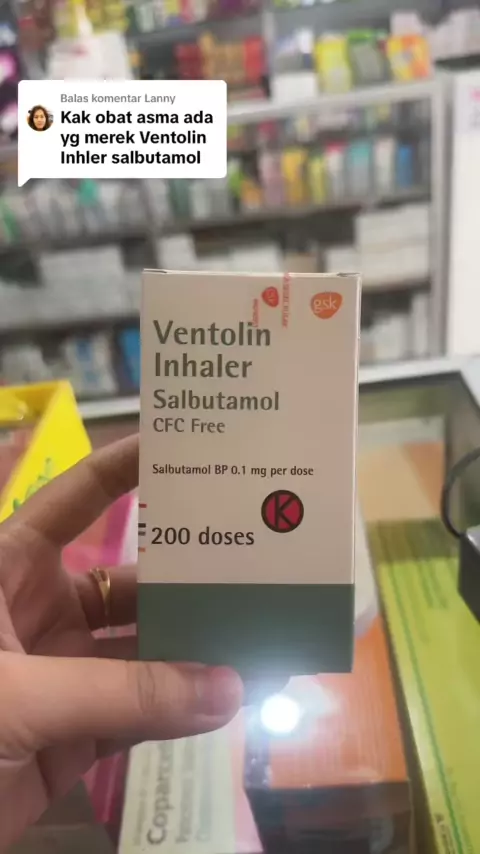 Balas komentar Lanny
Kak obat asma ada
yg merek Ventolin
Inhler salbutamol
gsk
Ventolin
Inhaler
Salbutamol
CFC Free
Salbutamol BP 0.1 mg per dose
K
200 doses